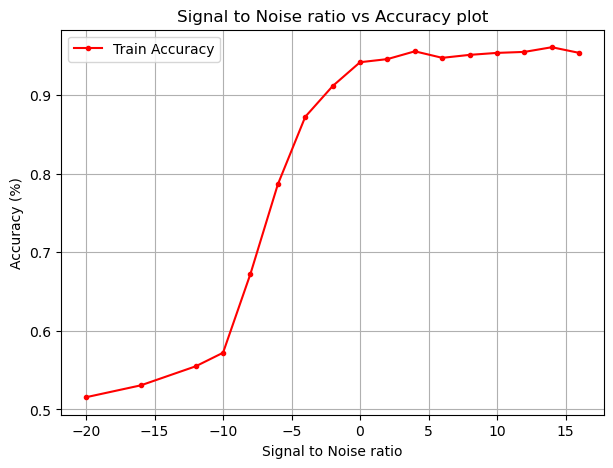 Signal to Noise ratio vs Accuracy plot
Train Accuracy
Accuracy (%)
0.9
0.8
0.7
0.6
0.5
−20 −15 −10 −5 0 5 10 15
Signal to Noise ratio